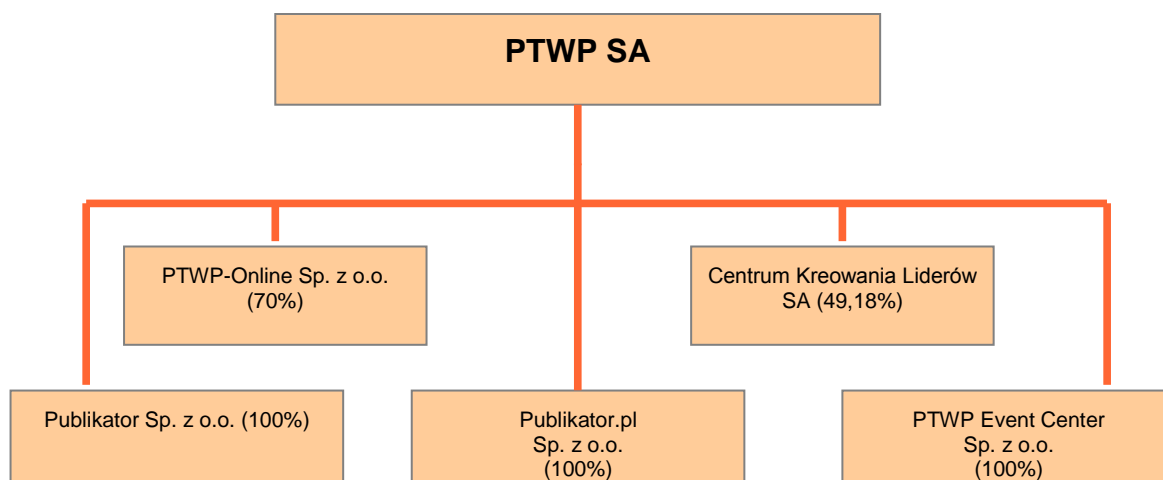 PTWP SA
PTWP-Online Sp. z o.o.
(70%)
Centrum Kreowania Liderów
SA (49,18%)
Publikator Sp. z o.o. (100%)
Publikator.pl
Sp. z o.o.
(100%)
PTWP Event Center
Sp. z o.o.
(100%)